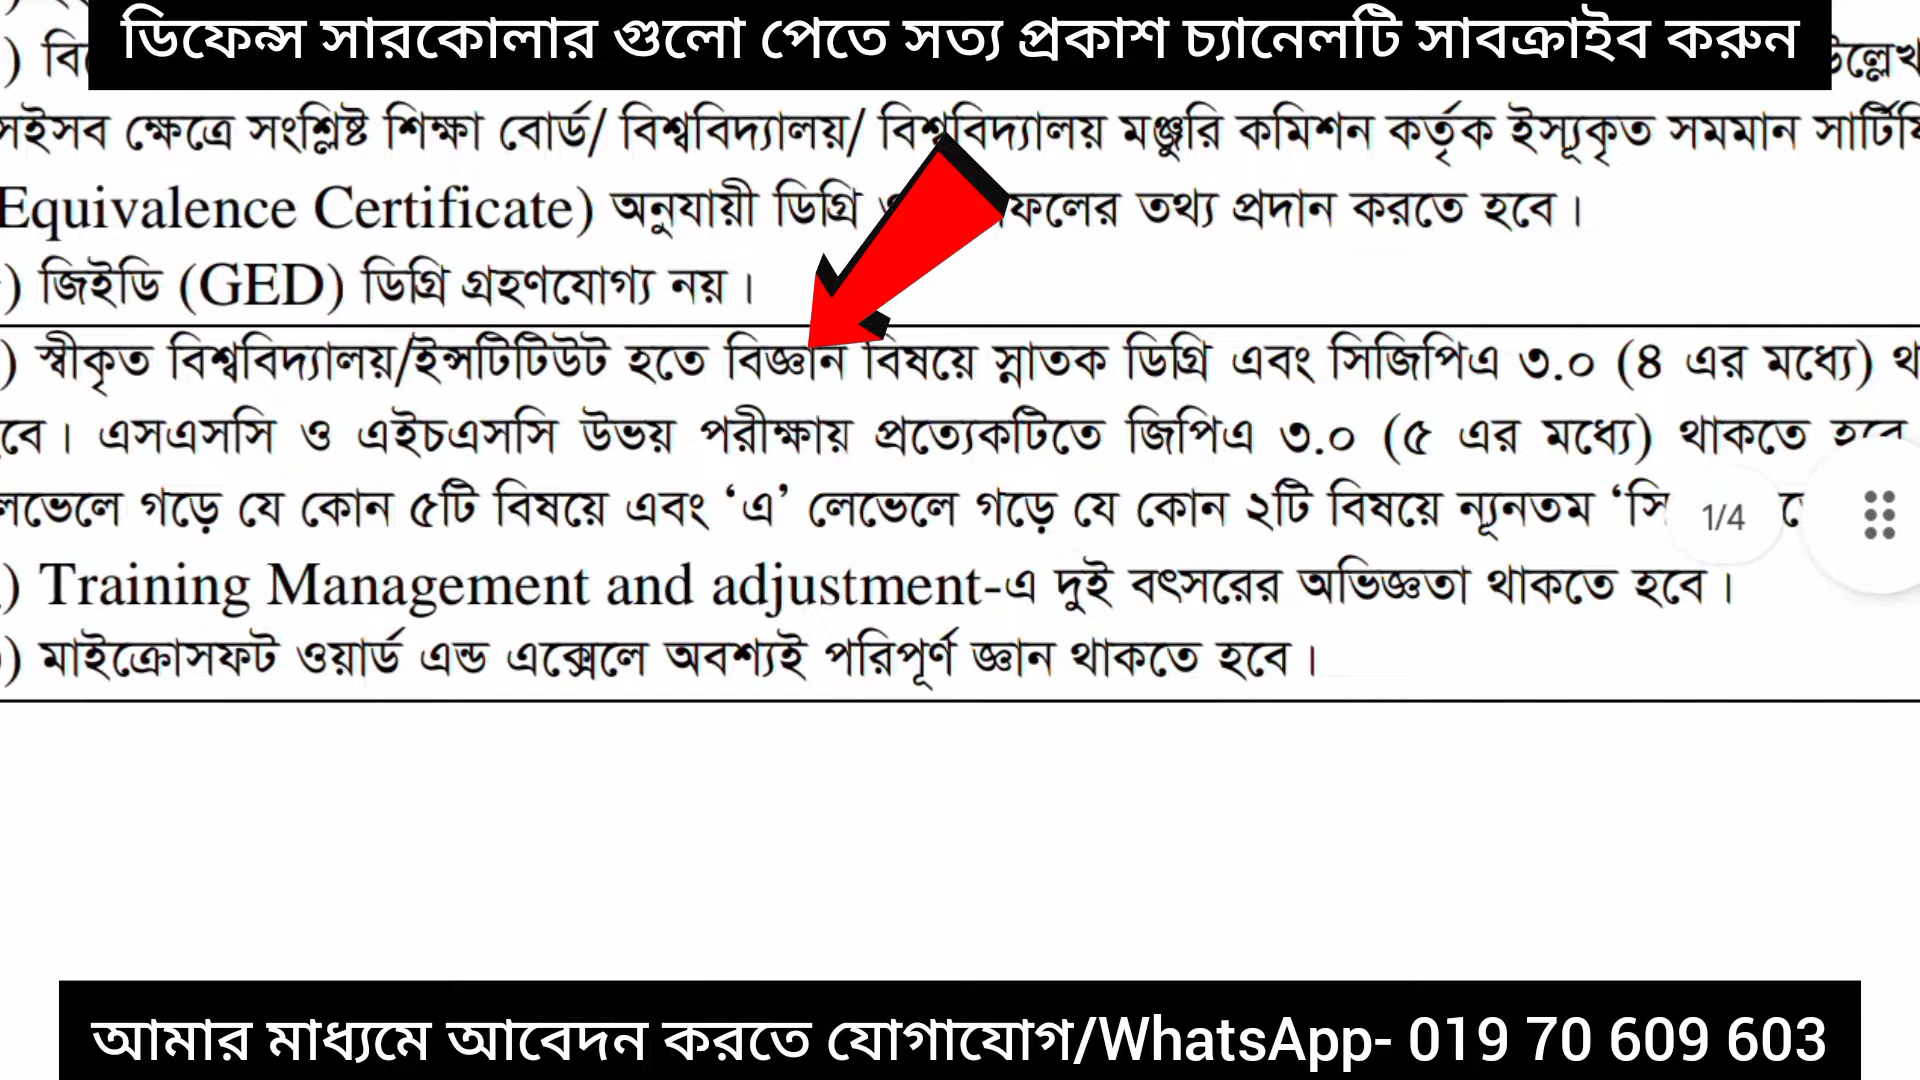 ডিফেন্স সারকোলার গুলো পেতে সত্য প্রকাশ চ্যানেলটি সাবক্রাইব করুন
) বি
সইসব ক্ষেত্রে সংশ্লিষ্ট শিক্ষা বোর্ড/ বিশ্ববিদ্যালয়/ বিশ্ববিদ্যালয় মঞ্জুরি কমিশন কর্তৃক ইস্যূকৃত সমমান
Equivalence Certificate) অনুযায়ী ডিগ্রি ফলের তথ্য প্রদান করতে হবে।
) জিইডি (GED) ডিগ্রি গ্রহণযোগ্য নয়।
) স্বীকৃত বিশ্ববিদ্যালয়/ইন্সটিটিউট হতে বিজ্ঞান বিষয়ে স্নাতক ডিগ্রি এবং সিজিপিএ ৩.০ (৪ এর মধ্যে)
বে। এসএসসি ও এইচএসসি উভয় পরীক্ষায় প্রত্যেকটিতে জিপিএ ৩.০ (৫ এর মধ্যে) থাকতে হবে
লেভেলে গড়ে যে কোন ৫টি বিষয়ে এবং ‘এ’ লেভেলে গড়ে যে কোন ২টি বিষয়ে ন্যূনতম ‘সি
1/4
) Training Management and adjustment-এ দুই বৎসরের অভিজ্ঞতা থাকতে হবে।
) মাইক্রোসফট ওয়ার্ড এন্ড এক্সেলে অবশ্যই পরিপূর্ণ জ্ঞান থাকতে হবে।
আমার মাধ্যমে আবেদন করতে যোগাযোগ/WhatsApp- 019 70 609 603